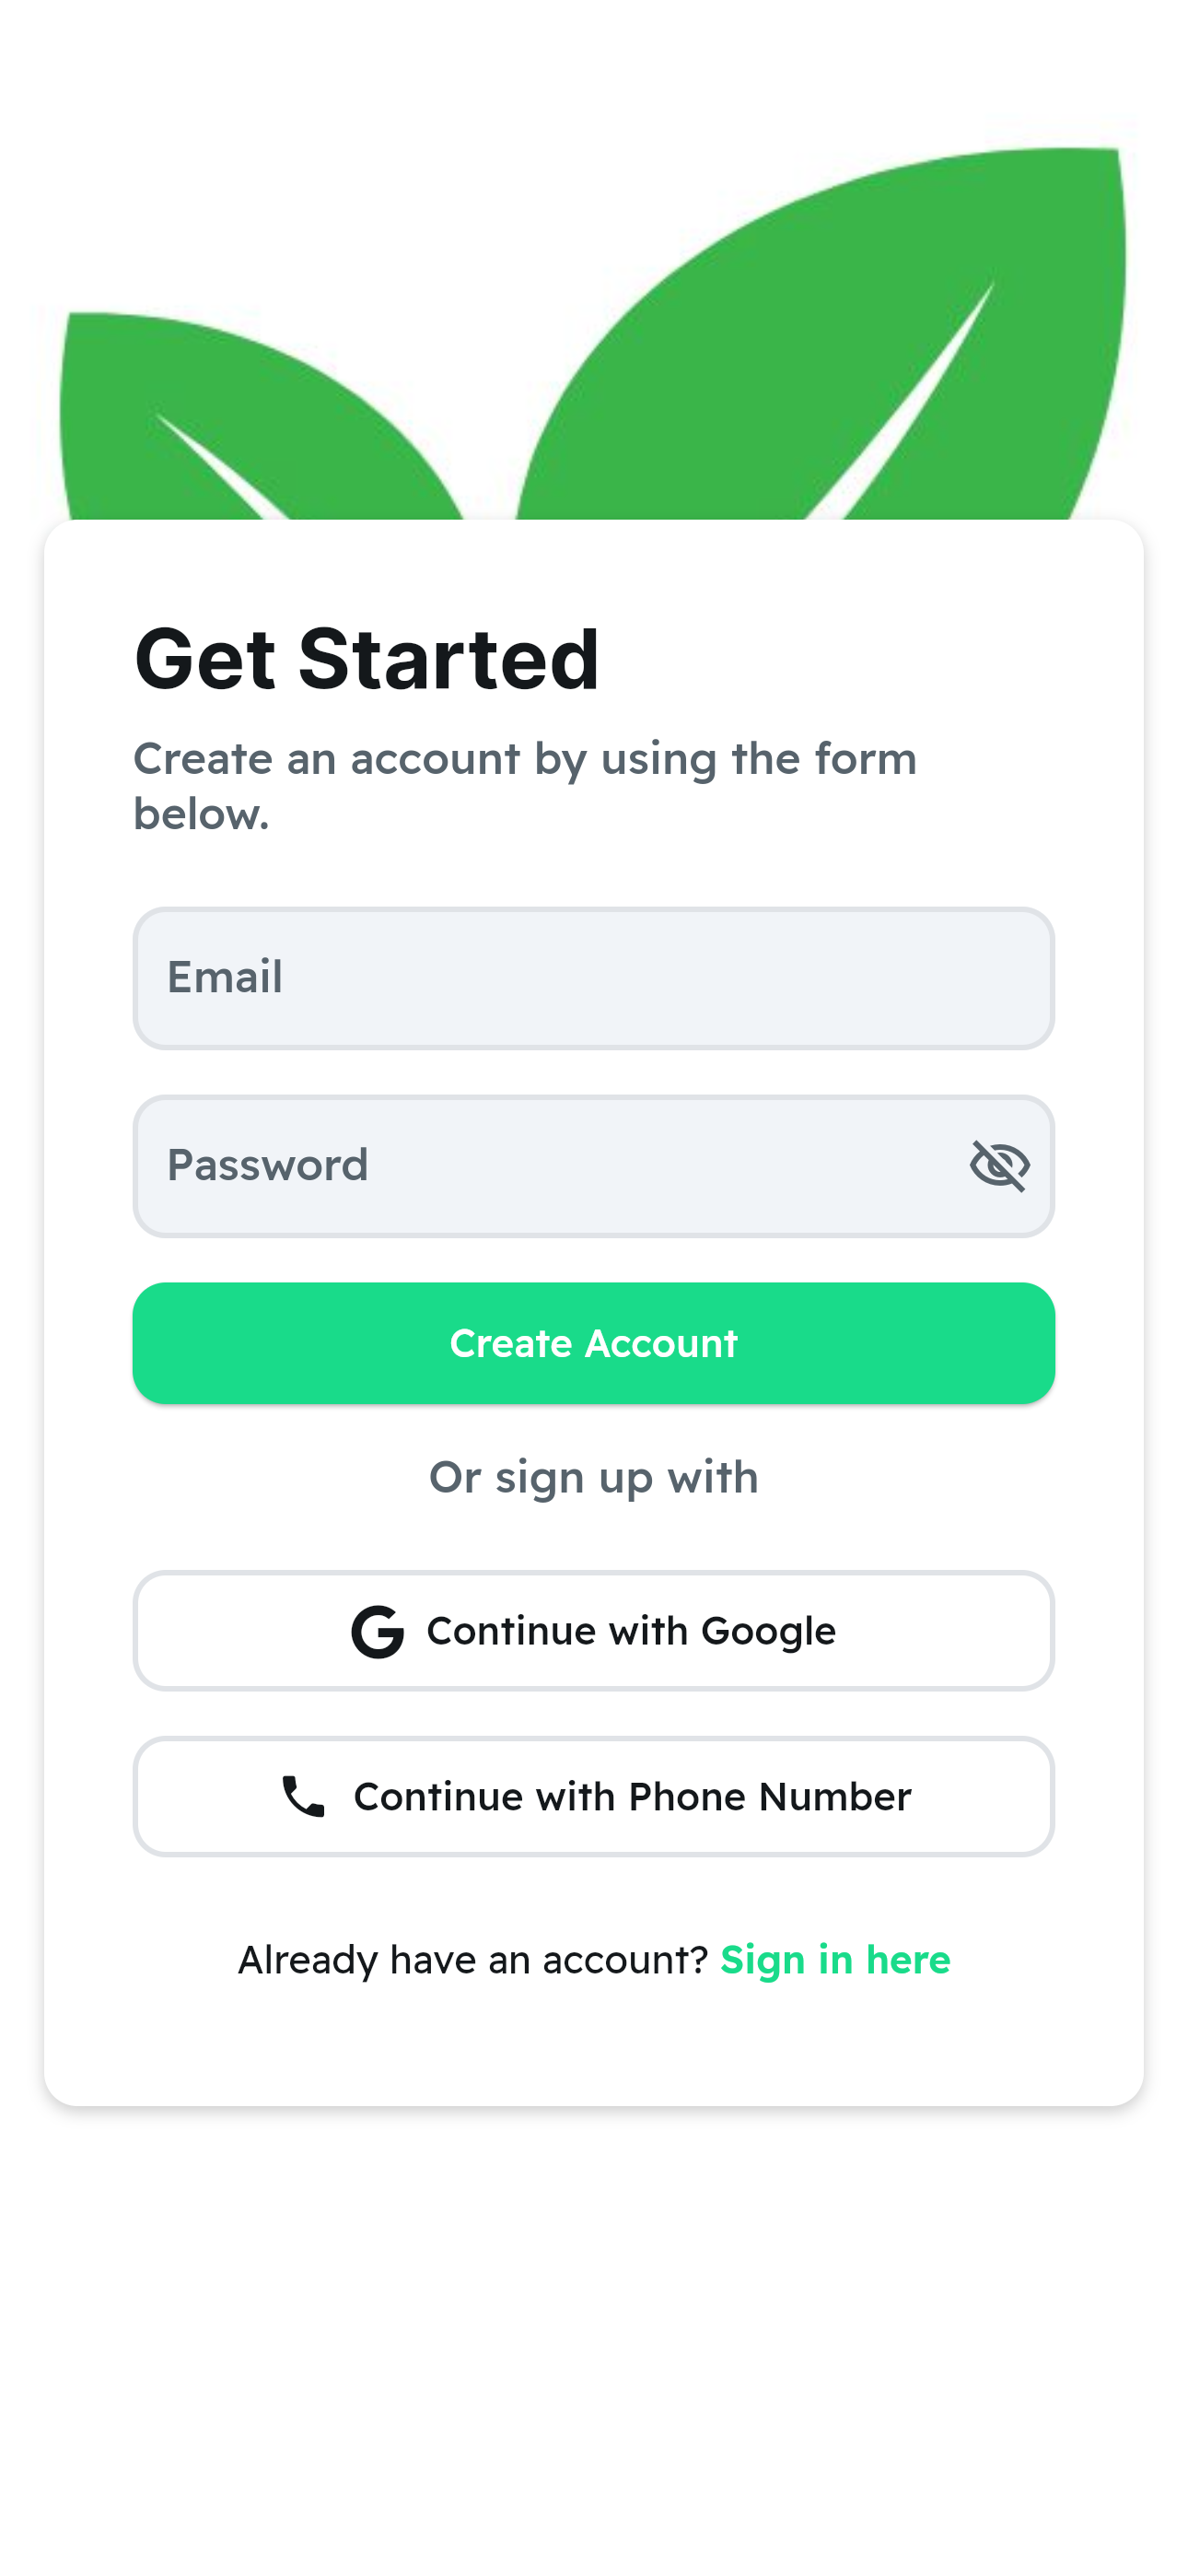 Get Started
Create an account by using the form
below.
Email
Password
Create Account
Or sign up with
Continue with Google
Continue with Phone Number
Already have an account? Sign in here